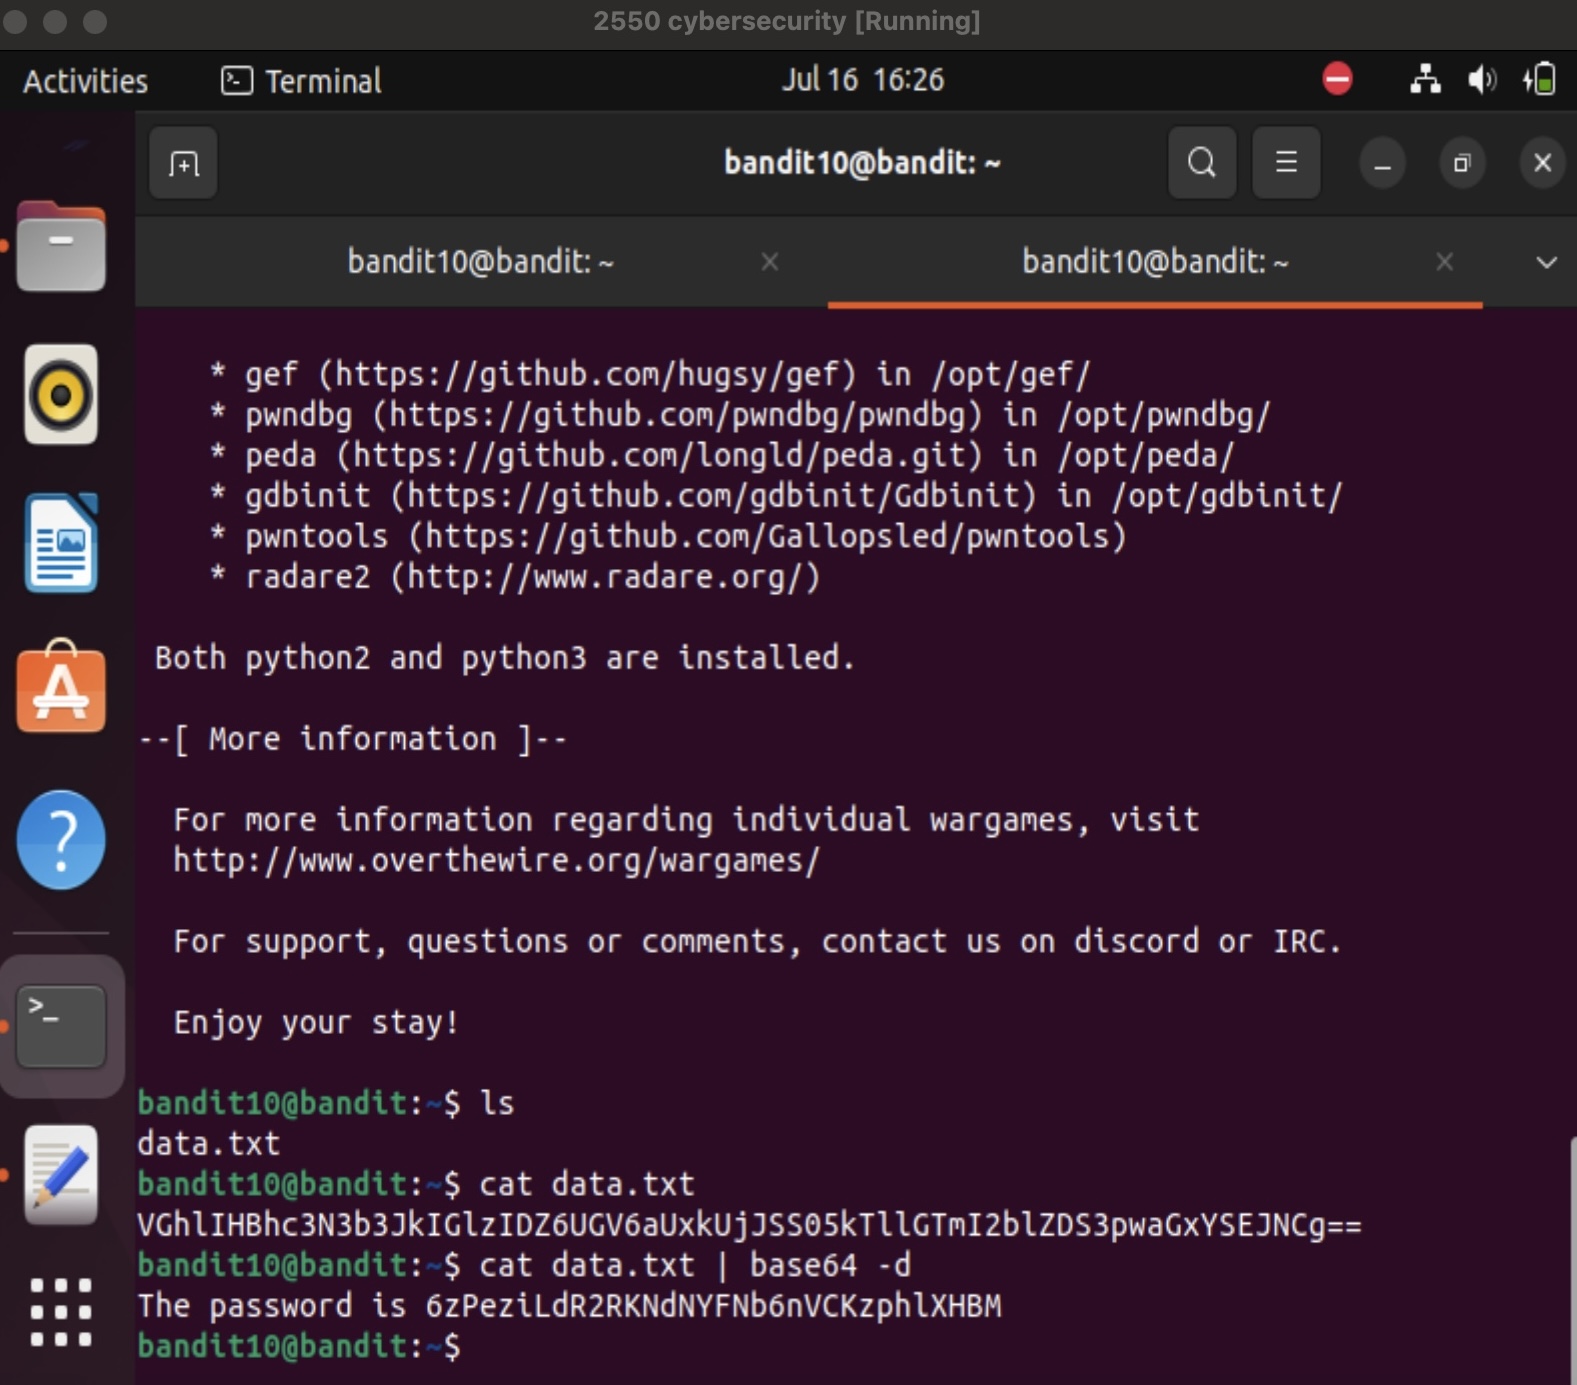 2550 cybersecurity [Running]
Activities
Terminal
Jul 16 16:26
bandit10@bandit: ~
bandit10@bandit: ~
bandit10@bandit: ~
* gef (https://github.com/hugsy/gef) in /opt/gef/
* pwndbg (https://github.com/pwndbg/pwndbg) in /opt/pwndbg/
* peda (https://github.com/longld/peda.git) in /opt/peda/
* gdbinit (https://github.com/gdbinit/Gdbinit) in /opt/gdbinit/
* pwntools (https://github.com/Gallopsled/pwntools)
* radare2 (http://www.radare.org/)
Both python2 and python3 are installed.
--[ More information ]--
For more information regarding individual wargames, visit
http://www.overthewire.org/wargames/
For support, questions or comments, contact us on discord or IRC.
Enjoy your stay!
bandit10@bandit:~$ ls
data.txt
bandit10@bandit:~$ cat data.txt
VGhlIHBhc3N3b3JkIGlzIDZ6UGV6aUxkUjJSS05kTllGTmI2blZDS3pwaGxYSEJNCg==
bandit10@bandit:~$ cat data.txt | base64 -d
The password is 6zPeziLdR2RKNdNYFNb6nVCKzphlXHBM
bandit10@bandit:~$